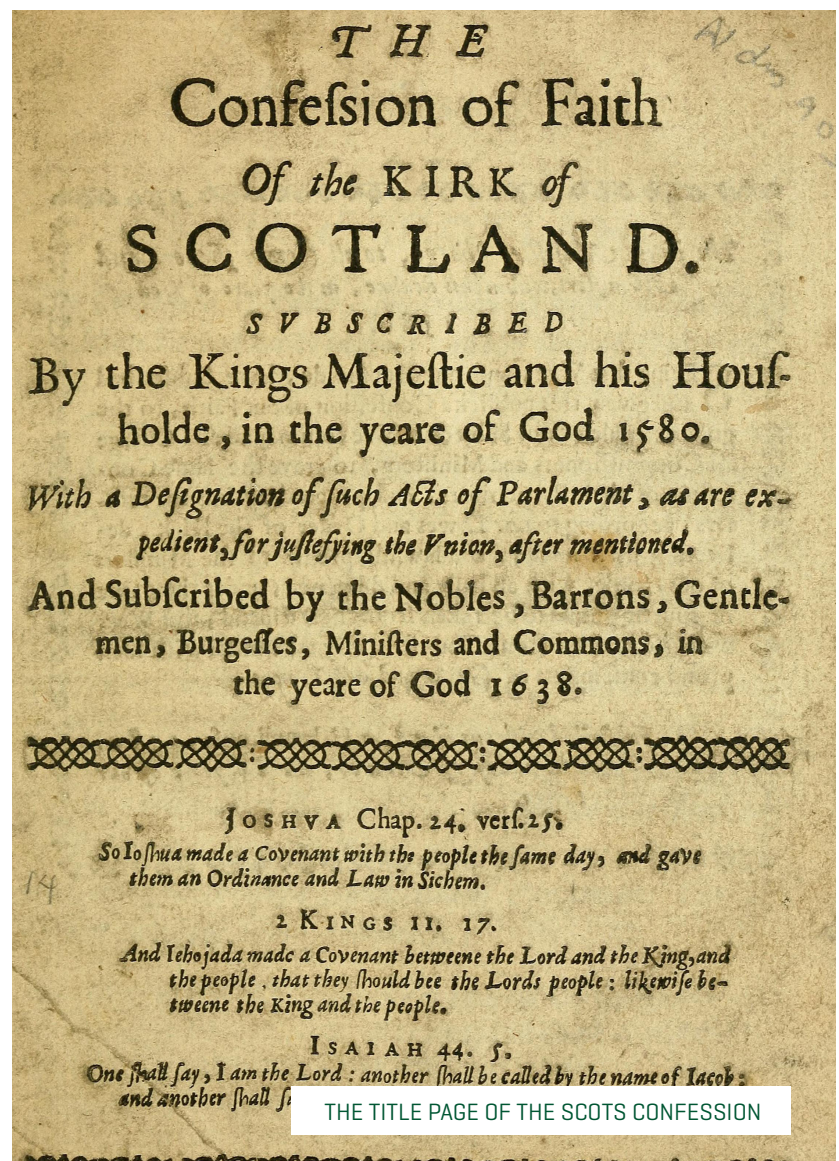 THE
Confeſsion of Faith
Of the KIRK of
SCOTLAND.
SVBSCRIBED
By the Kings Majeſtie and his Houſ-
holde, in the yeare of God 1580.
With a Deſignation of ſuch Acts of Parlament, as are ex-
pedient, for juſtefying the Vnion, after mentioned.
And Subſcribed by the Nobles, Barrons, Gentle-
men, Burgeſſes, Miniſters and Commons, in
the yeare of God 1638.
JOSHVA Chap. 24. verſ. 25.
So Ioſhua made a Covenant with the people the ſame day, and gave
them an Ordinance and Law in Sichem.
14
2 KINGS 11. 17.
And Iehojada made a Covenant betweene the Lord and the King, and
the people, that they ſhould bee the Lords people: likewiſe be-
tweene the King and the people.
ISAIAH 44. 5.
One ſhall ſay, I am the Lord: another ſhall be called by the name of Iacob:
and another ſhall
THE TITLE PAGE OF THE SCOTS CONFESSION